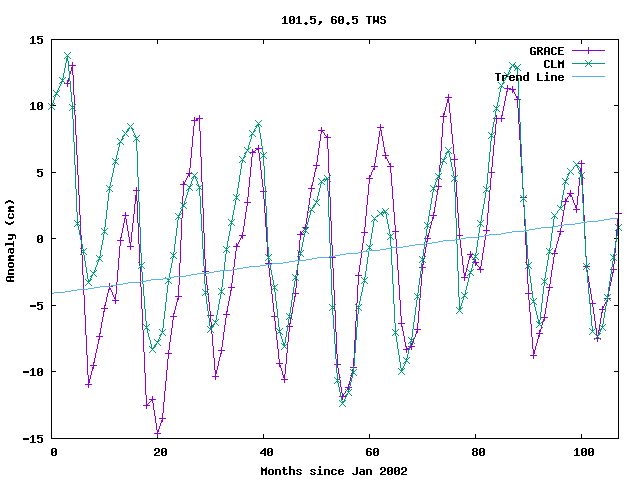 101.5, 60.5 TWS
GRACE
CLM
Trend Line
15
10
5
0
-5
-10
-15
Anomaly (cm)
0 20 40 60 80 100
Months since Jan 2002